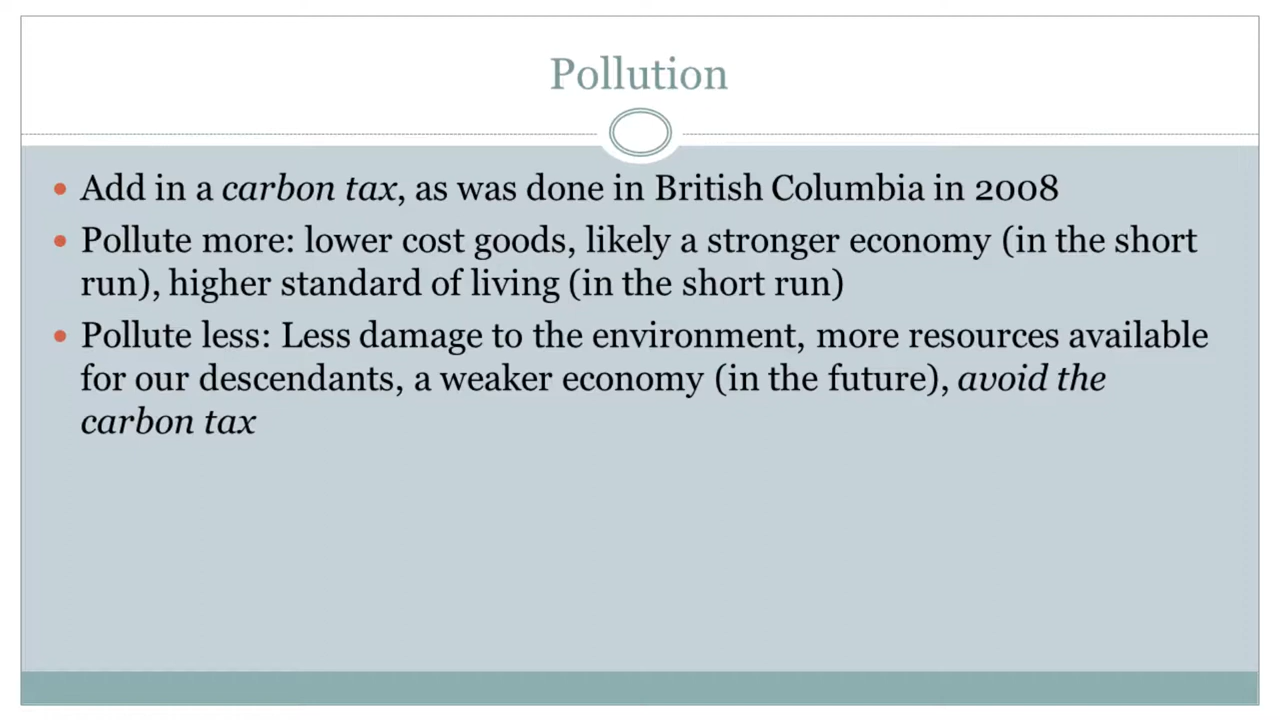 Pollution
Add in a carbon tax, as was done in British Columbia in 2008
Pollute more: lower cost goods, likely a stronger economy (in the short
run), higher standard of living (in the short run)
Pollute less: Less damage to the environment, more resources available
for our descendants, a weaker economy (in the future), avoid the
carbon tax